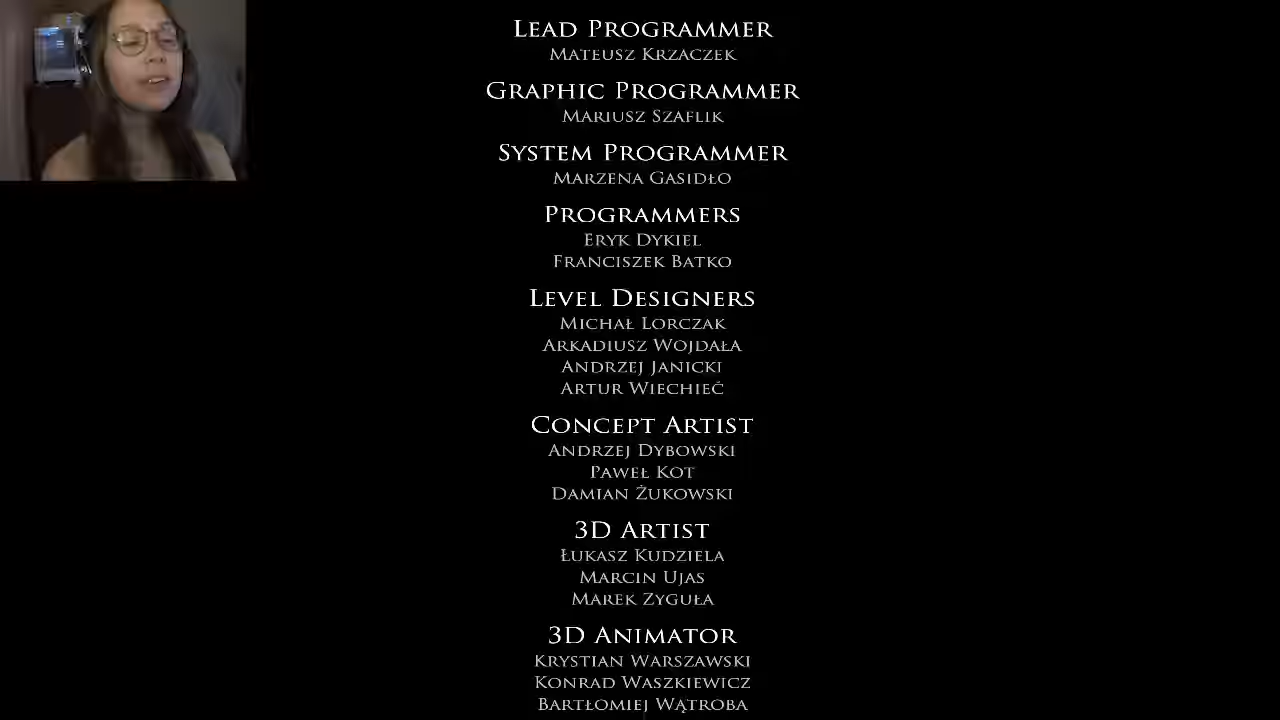 Lead Programmer
Mateusz Krzaczek
Graphic Programmer
Mariusz Szaflik
System Programmer
Marzena Gasidło
Programmers
Eryk Dykiel
Franciszek Batko
Level Designers
Michał Lorczak
Arkadiusz Wojdała
Andrzej Janicki
Artur Wiechieć
Concept Artist
Andrzej Dybowski
Paweł Kot
Damian Żukowski
3D Artist
Łukasz Kudziela
Marcin Ujas
Marek Zyguła
3D Animator
Krystian Warszawski
Konrad Waszkiewicz
Bartłomiej Wątroba